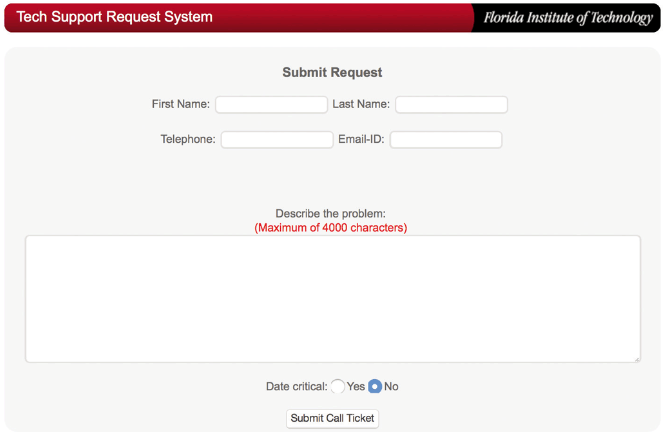 Tech Support Request System Florida Institute of Technology
Submit Request
First Name: Last Name:
Telephone: Email-ID:
Describe the problem:
(Maximum of 4000 characters)
Date critical: Yes No
Submit Call Ticket